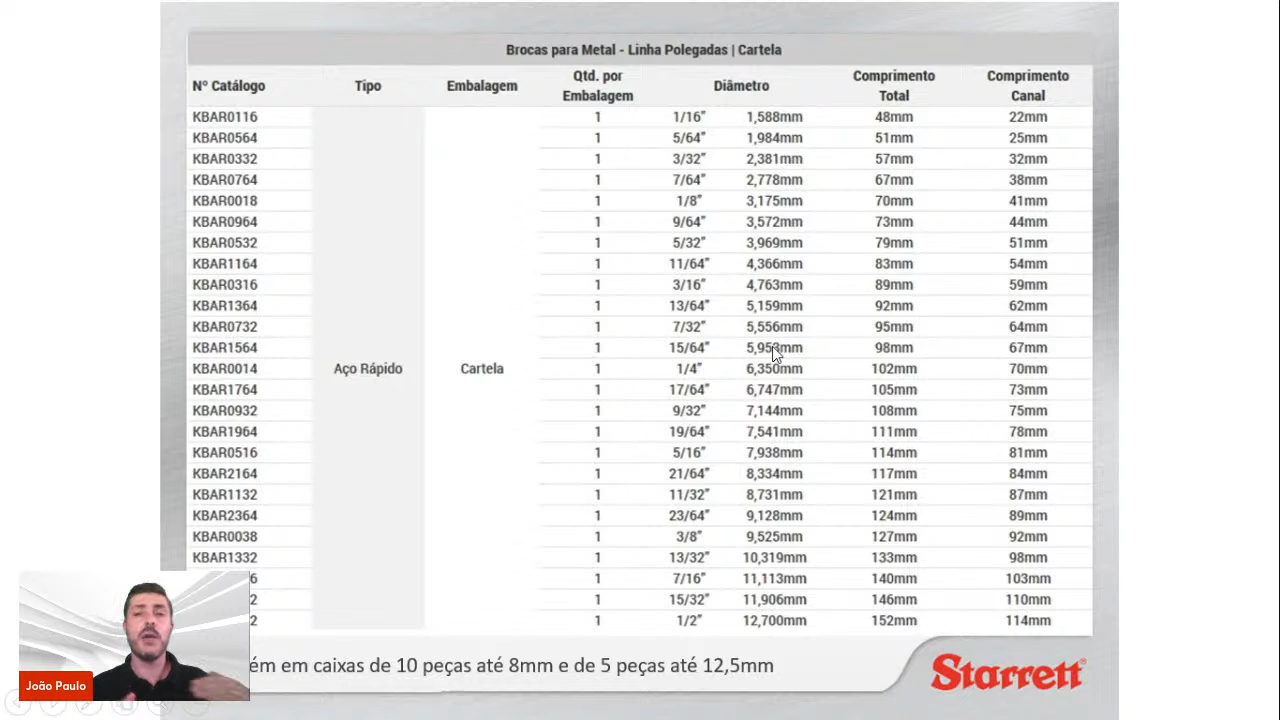 Brocas para Metal - Linha Polegadas | Cartela
Nº Catálogo Tipo Embalagem Qtd. por Embalagem Diâmetro Comprimento Total Comprimento Canal
KBAR0116 1 1/16” 1,588mm 48mm 22mm
KBAR0564 1 5/64” 1,984mm 51mm 25mm
KBAR0332 1 3/32” 2,381mm 57mm 32mm
KBAR0764 1 7/64” 2,778mm 67mm 38mm
KBAR0018 1 1/8” 3,175mm 70mm 41mm
KBAR0964 1 9/64” 3,572mm 73mm 44mm
KBAR0532 1 5/32” 3,969mm 79mm 51mm
KBAR1164 1 11/64” 4,366mm 83mm 54mm
KBAR0316 1 3/16” 4,763mm 89mm 59mm
KBAR1364 1 13/64” 5,159mm 92mm 62mm
KBAR0732 1 7/32” 5,556mm 95mm 64mm
KBAR1564 1 15/64” 98mm 67mm
KBAR0014 Aço Rápido Cartela 1 1/4” 6,350mm 102mm 70mm
KBAR1764 1 17/64” 6,747mm 105mm 73mm
KBAR0932 1 9/32” 7,144mm 108mm 75mm
KBAR1964 1 19/64” 7,541mm 111mm 78mm
KBAR0516 1 5/16” 7,938mm 114mm 81mm
KBAR2164 1 21/64” 8,334mm 117mm 84mm
KBAR1132 1 11/32” 8,731mm 121mm 87mm
KBAR2364 1 23/64” 9,128mm 124mm 89mm
KBAR0038 1 3/8” 9,525mm 127mm 92mm
KBAR1332 1 13/32” 10,319mm 133mm 98mm
6 1 7/16” 11,113mm 140mm 103mm
2 1 15/32” 11,906mm 146mm 110mm
2 1 1/2” 12,700mm 152mm 114mm
ém em caixas de 10 peças até 8mm e de 5 peças até 12,5mm
Starrett®
João Paulo